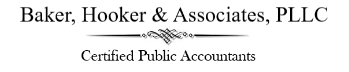 Baker, Hooker & Associates, PLLC
Certified Public Accountants